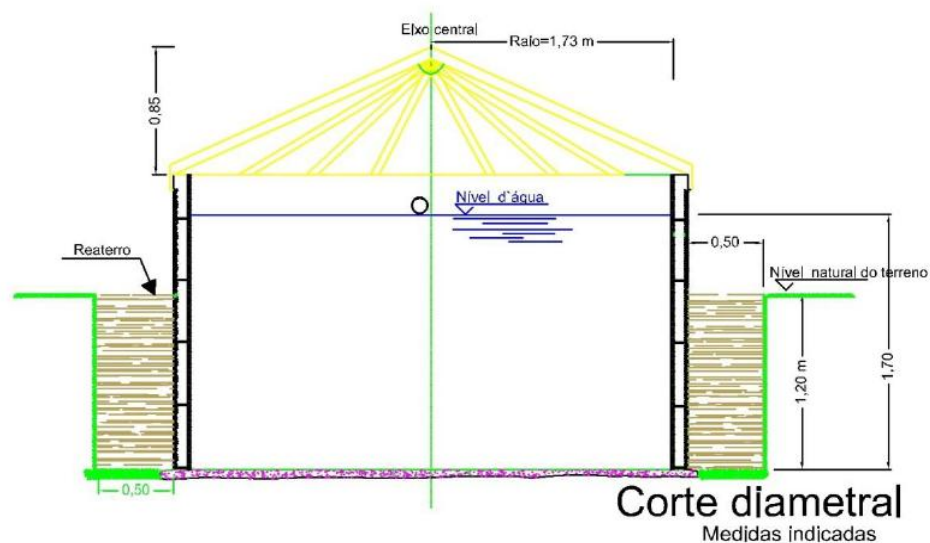 Eixo central
Raio=1,73 m
0,85
Nível d`água
0,50
Reaterro
Nível natural do terreno
1,20 m
1,70
0,50
Corte diametral
Medidas indicadas